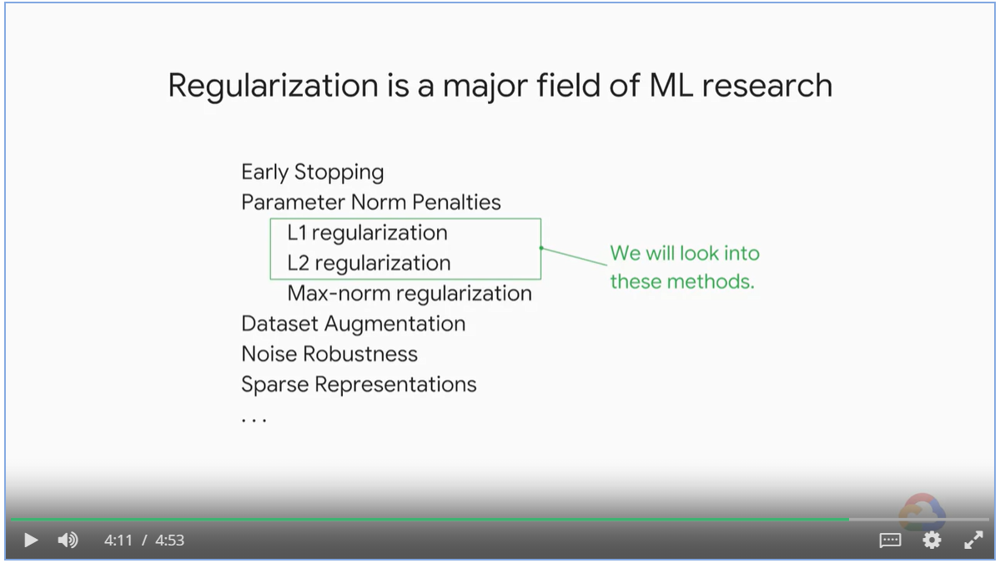 Regularization is a major field of ML research
Early Stopping
Parameter Norm Penalties
L1 regularization
L2 regularization
Max-norm regularization
We will look into
these methods.
Dataset Augmentation
Noise Robustness
Sparse Representations
. . .
4:11 / 4:53